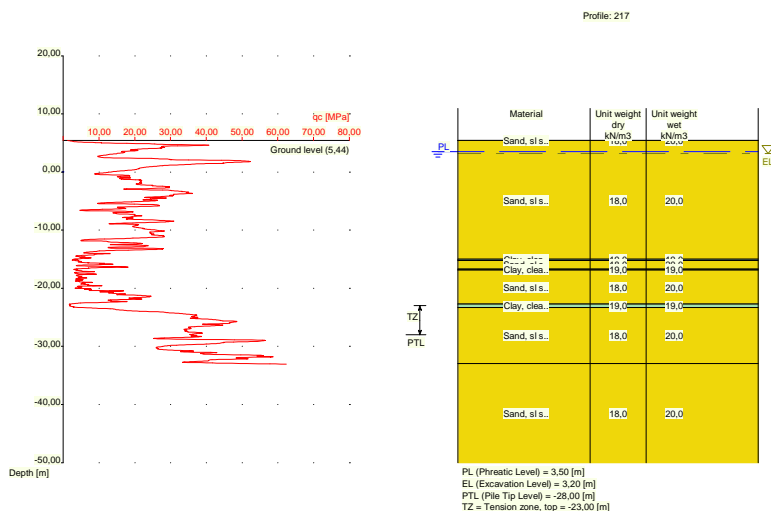 Profile: 217
20,00
10,00
0,00
-10,00
-20,00
-30,00
-40,00
-50,00
Depth [m]
qc [MPa]
10,00 20,00 30,00 40,00 50,00 60,00 70,00 80,00
Ground level (5,44)
TZ
PTL
PL
EL
Material
Unit weight dry kN/m3
Unit weight wet kN/m3
Sand, sl s.. 18,0 20,0
Sand, sl s.. 18,0 20,0
Clay, clea.. 19,0 19,0
Sand, sl s.. 18,0 20,0
Clay, clea.. 19,0 19,0
Sand, sl s.. 18,0 20,0
Sand, sl s.. 18,0 20,0
PL (Phreatic Level) = 3,50 [m]
EL (Excavation Level) = 3,20 [m]
PTL (Pile Tip Level) = -28,00 [m]
TZ = Tension zone, top = -23,00 [m]